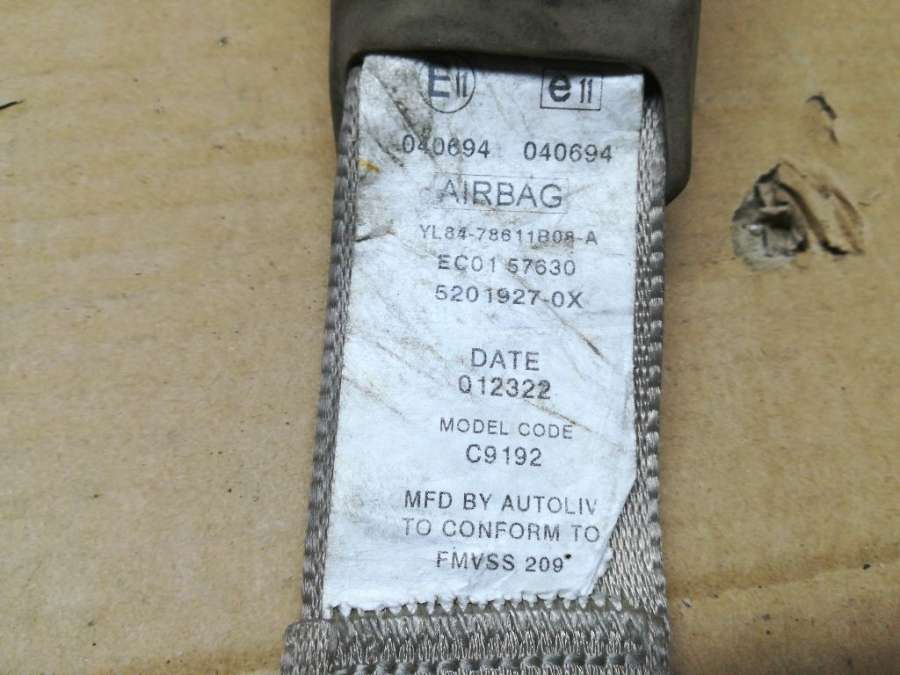 E11 e11
040694 040694
AIRBAG
YL84-78611B08-A
EC01 57630
5201927-0X
DATE
012322
MODEL CODE
C9192
MFD BY AUTOLIV
TO CONFORM TO
FMVSS 209